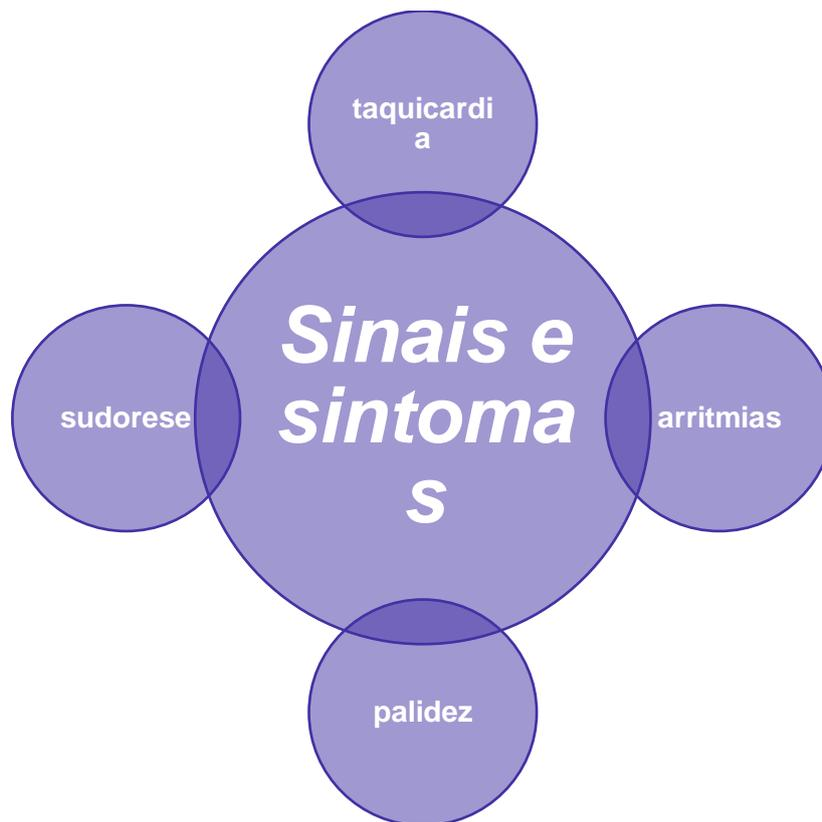 taquicardi
a
Sinais e
sintoma
s
sudorese
arritmias
palidez